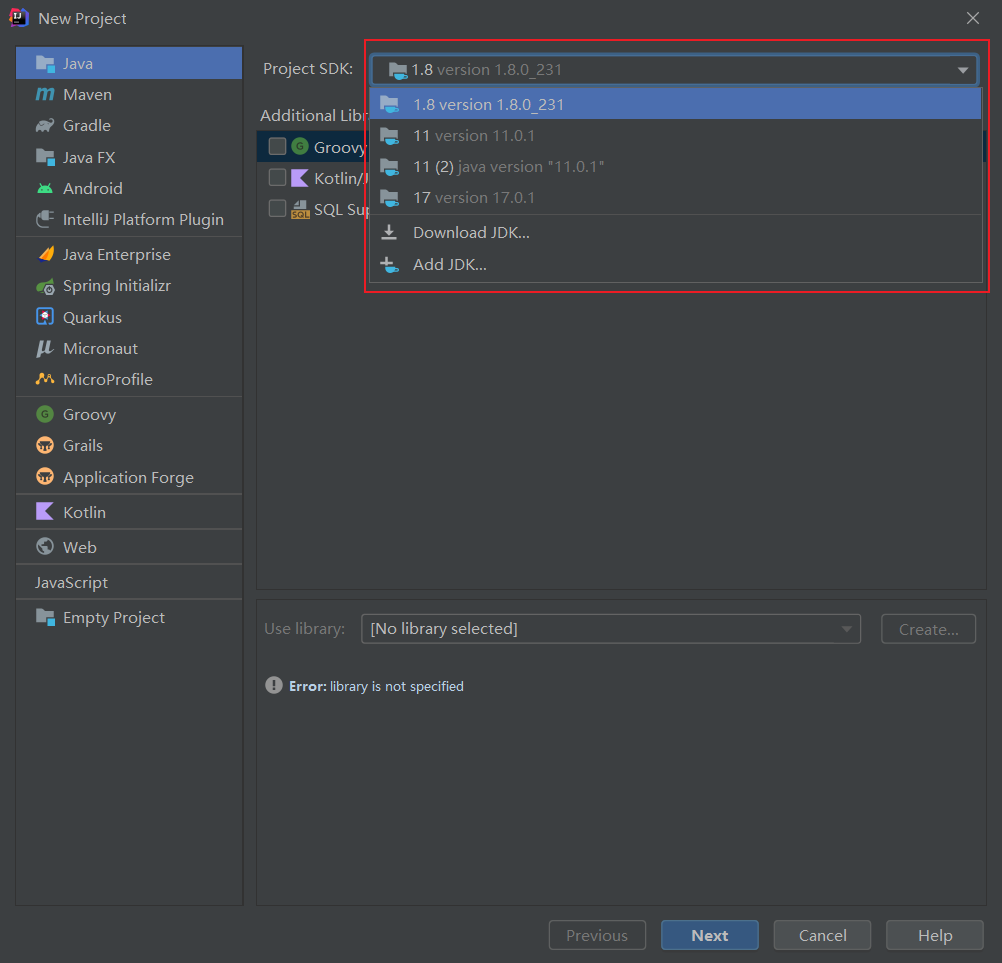 New Project
Java
Maven
Gradle
Java FX
Android
IntelliJ Platform Plugin
Java Enterprise
Spring Initializr
Quarkus
Micronaut
MicroProfile
Groovy
Grails
Application Forge
Kotlin
Web
JavaScript
Empty Project
Project SDK: 1.8 version 1.8.0_231
1.8 version 1.8.0_231
11 version 11.0.1
11 (2) java version "11.0.1"
17 version 17.0.1
Download JDK...
Add JDK...
Additional Libr
Groovy
Kotlin/J
SQL Sup
Use library: [No library selected] Create...
Error: library is not specified
Previous Next Cancel Help